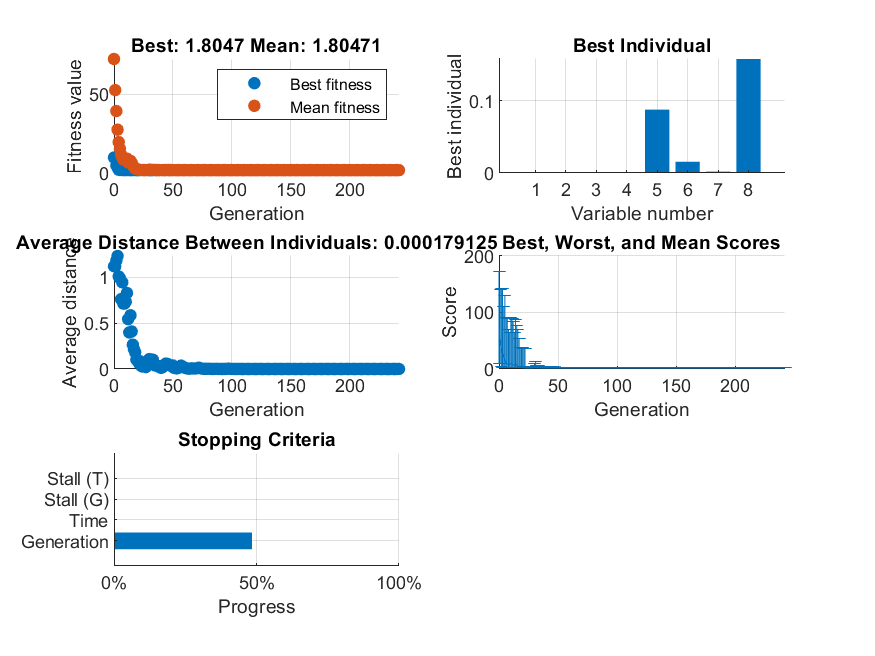 Best: 1.8047 Mean: 1.80471
Fitness value
50
0
Best fitness
Mean fitness
0 50 100 150 200
Generation
Best Individual
Best individual
0.1
0
1 2 3 4 5 6 7 8
Variable number
Average Distance Between Individuals: 0.000179125
Average distance
1
0.5
0
0 50 100 150 200
Generation
Best, Worst, and Mean Scores
Score
200
100
0
0 50 100 150 200
Generation
Stopping Criteria
Stall (T)
Stall (G)
Time
Generation
0% 50% 100%
Progress